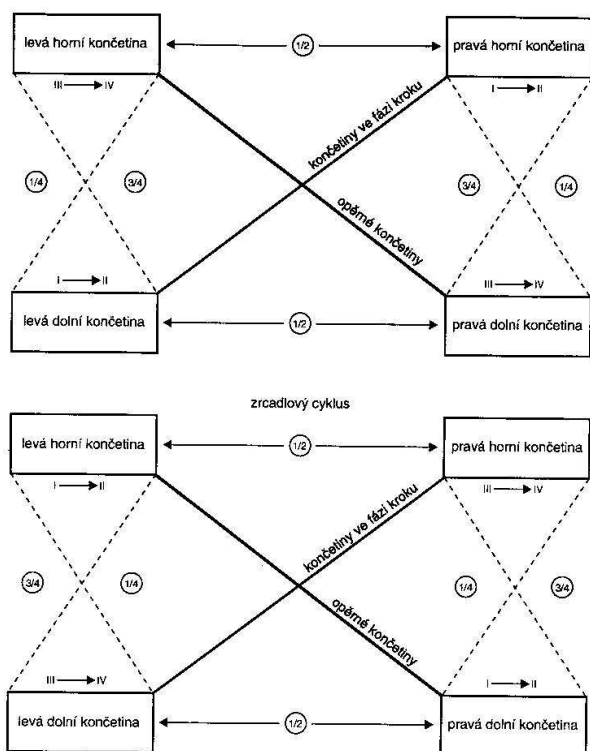 levá horní končetina
1/2
pravá horní končetina
III IV
I II
končetiny ve fázi kroku
1/4
3/4
3/4
1/4
opěrné končetiny
I II
III IV
levá dolní končetina
1/2
pravá dolní končetina
zrcadlový cyklus
levá horní končetina
1/2
pravá horní končetina
I II
III IV
končetiny ve fázi kroku
3/4
1/4
1/4
3/4
opěrné končetiny
III IV
I II
levá dolní končetina
1/2
pravá dolní končetina